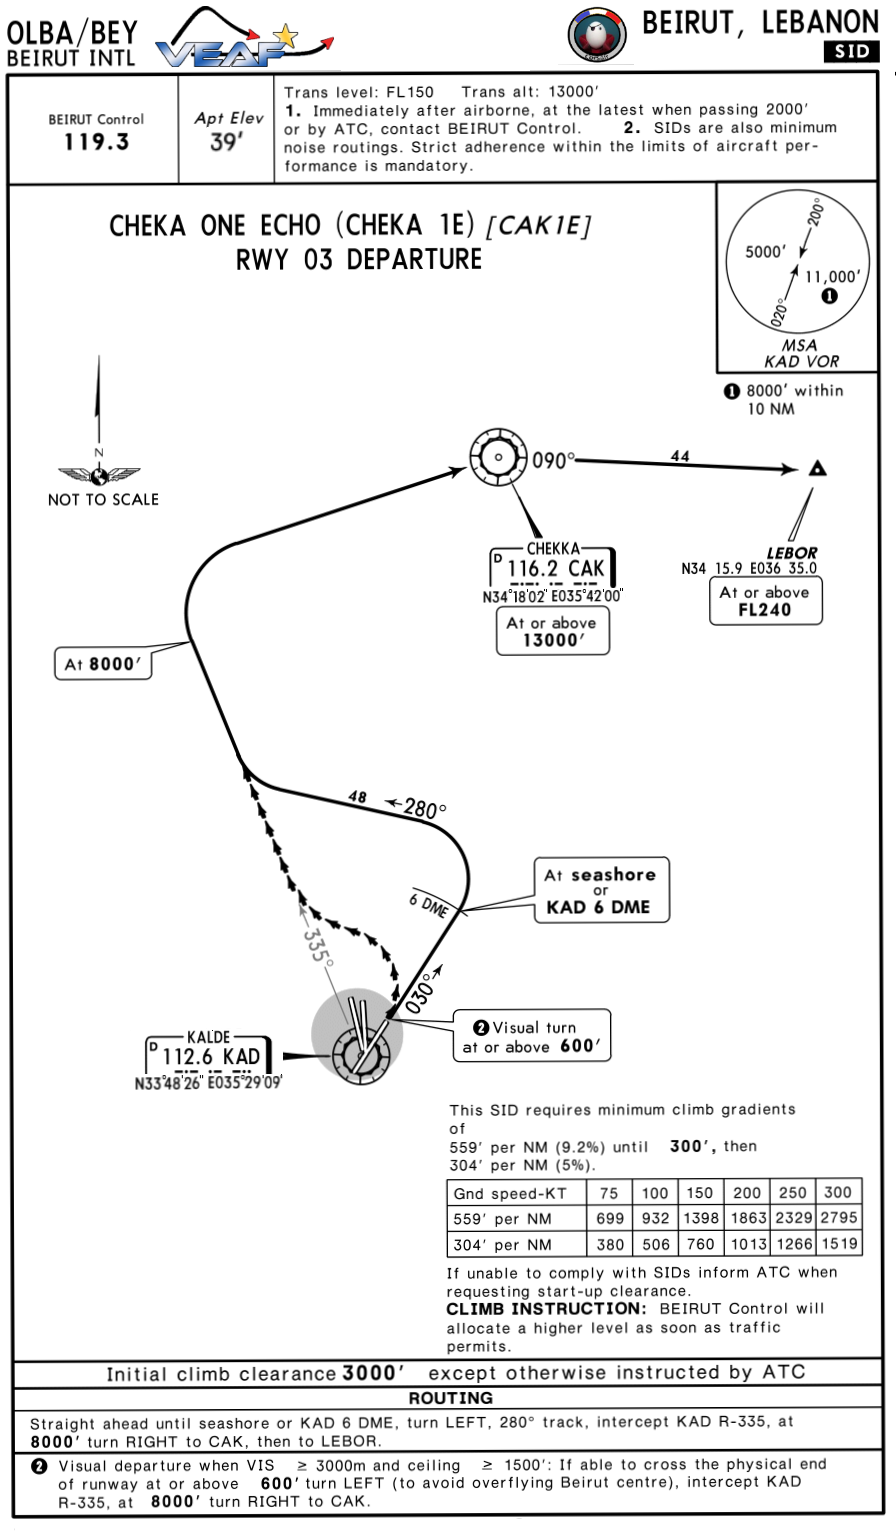 OLBA/BEY
BEIRUT INTL
VEAF
BEIRUT, LEBANON
SID
BEIRUT Control
119.3
Apt Elev
39'
Trans level: FL150 Trans alt: 13000'
1. Immediately after airborne, at the latest when passing 2000'
or by ATC, contact BEIRUT Control. 2. SIDs are also minimum
noise routings. Strict adherence within the limits of aircraft per-
formance is mandatory.
CHEKA ONE ECHO (CHEKA 1E) [CAK1E]
RWY 03 DEPARTURE
200°
5000'
11,000'
1
020°
MSA
KAD VOR
1 8000' within
10 NM
N
NOT TO SCALE
090°
44
CHEKKA
D 116.2 CAK
N34°18'02" E035°42'00"
At or above
13000'
LEBOR
N34 15.9 E036 35.0
At or above
FL240
At 8000'
48
280°
At seashore
or
KAD 6 DME
6 DME
335°
030°
2 Visual turn
at or above 600'
KALDE
D 112.6 KAD
N33°48'26" E035°29'09'
This SID requires minimum climb gradients
of
559' per NM (9.2%) until 300', then
304' per NM (5%).
Gnd speed-KT 75 100 150 200 250 300
559' per NM 699 932 1398 1863 2329 2795
304' per NM 380 506 760 1013 1266 1519
If unable to comply with SIDs inform ATC when
requesting start-up clearance.
CLIMB INSTRUCTION: BEIRUT Control will
allocate a higher level as soon as traffic
permits.
Initial climb clearance 3000' except otherwise instructed by ATC
ROUTING
Straight ahead until seashore or KAD 6 DME, turn LEFT, 280° track, intercept KAD R-335, at
8000' turn RIGHT to CAK, then to LEBOR.
2 Visual departure when VIS ≥ 3000m and ceiling ≥ 1500': If able to cross the physical end
of runway at or above 600' turn LEFT (to avoid overflying Beirut centre), intercept KAD
R-335, at 8000' turn RIGHT to CAK.